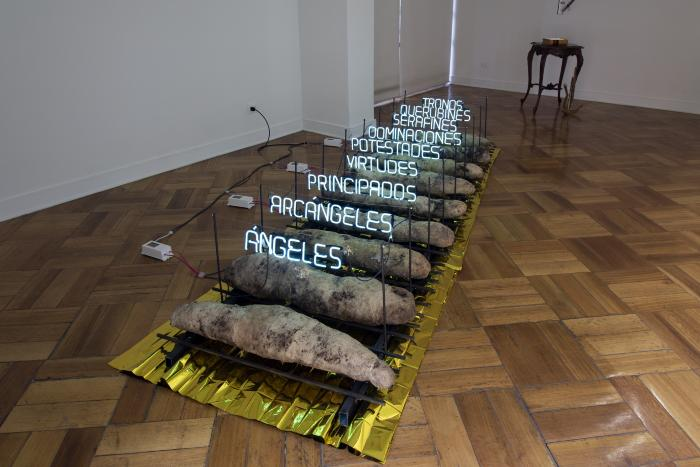 TRONOS
QUERUBINES
SERAFINES
DOMINACIONES
POTESTADES
VIRTUDES
PRINCIPADOS
ARCÁNGELES
ÁNGELES